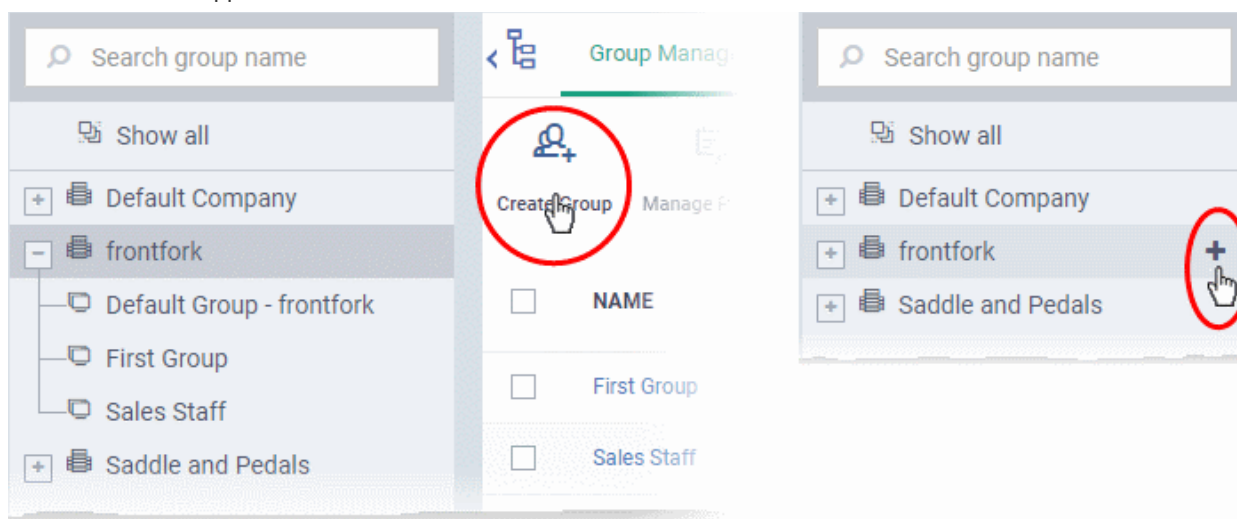 Search group name
Show all
Default Company
frontfork
Default Group - frontfork
First Group
Sales Staff
Saddle and Pedals
Group Manag
Create Group
Manage
NAME
First Group
Sales Staff
Search group name
Show all
Default Company
frontfork
Saddle and Pedals